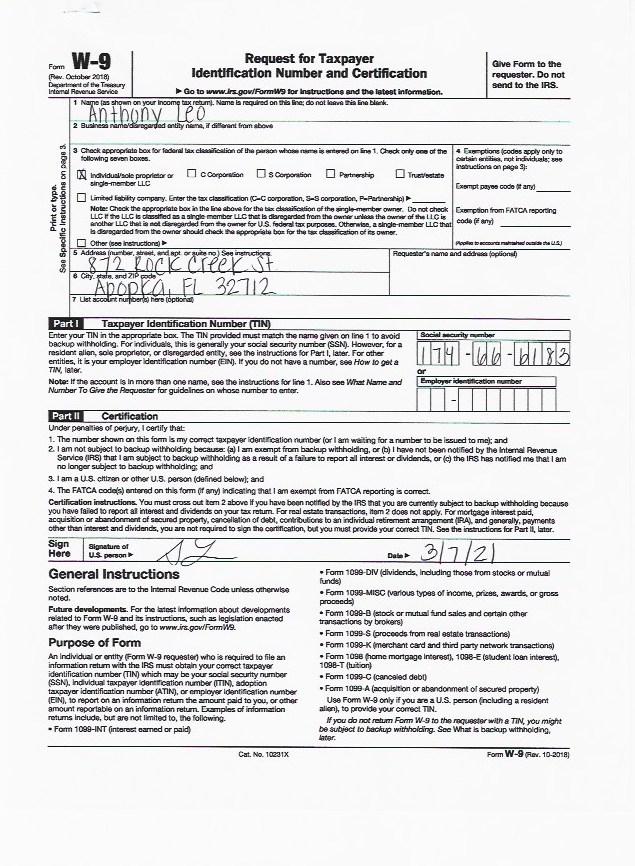 Form W-9
(Rev. October 2018)
Department of the Treasury
Internal Revenue Service
Request for Taxpayer
Identification Number and Certification
▶ Go to www.irs.gov/FormW9 for instructions and the latest information.
Give Form to the
requester. Do not
send to the IRS.
Print or type.
See Specific Instructions on page 3.
1 Name (as shown on your income tax return). Name is required on this line; do not leave this line blank.
Anthony Leo
2 Business name/disregarded entity name, if different from above
3 Check appropriate box for federal tax classification of the person whose name is entered on line 1. Check only one of the
following seven boxes.
X Individual/sole proprietor or
single-member LLC
C Corporation
S Corporation
Partnership
Trust/estate
Limited liability company. Enter the tax classification (C=C corporation, S=S corporation, P=Partnership) ▶
Note: Check the appropriate box in the line above for the tax classification of the single-member owner. Do not check
LLC if the LLC is classified as a single-member LLC that is disregarded from the owner unless the owner of the LLC is
another LLC that is not disregarded from the owner for U.S. federal tax purposes. Otherwise, a single-member LLC that
is disregarded from the owner should check the appropriate box for the tax classification of its owner.
Other (see instructions) ▶
4 Exemptions (codes apply only to
certain entities, not individuals; see
instructions on page 3):
Exempt payee code (if any)
Exemption from FATCA reporting
code (if any)
(Applies to accounts maintained outside the U.S.)
5 Address (number, street, and apt. or suite no.) See instructions.
872 Rock Creek St
Requester's name and address (optional)
6 City, state, and ZIP code
Apopka, FL 32712
7 List account number(s) here (optional)
Part I Taxpayer Identification Number (TIN)
Enter your TIN in the appropriate box. The TIN provided must match the name given on line 1 to avoid
backup withholding. For individuals, this is generally your social security number (SSN). However, for a
resident alien, sole proprietor, or disregarded entity, see the instructions for Part I, later. For other
entities, it is your employer identification number (EIN). If you do not have a number, see How to get a
TIN, later.
Note: If the account is in more than one name, see the instructions for line 1. Also see What Name and
Number To Give the Requester for guidelines on whose number to enter.
Social security number
174-66-6183
or
Employer identification number
-
Part II Certification
Under penalties of perjury, I certify that:
1. The number shown on this form is my correct taxpayer identification number (or I am waiting for a number to be issued to me); and
2. I am not subject to backup withholding because: (a) I am exempt from backup withholding, or (b) I have not been notified by the Internal Revenue
Service (IRS) that I am subject to backup withholding as a result of a failure to report all interest or dividends, or (c) the IRS has notified me that I am
no longer subject to backup withholding; and
3. I am a U.S. citizen or other U.S. person (defined below); and
4. The FATCA code(s) entered on this form (if any) indicating that I am exempt from FATCA reporting is correct.
Certification instructions. You must cross out item 2 above if you have been notified by the IRS that you are currently subject to backup withholding because
you have failed to report all interest and dividends on your tax return. For real estate transactions, item 2 does not apply. For mortgage interest paid,
acquisition or abandonment of secured property, cancellation of debt, contributions to an individual retirement arrangement (IRA), and generally, payments
other than interest and dividends, you are not required to sign the certification, but you must provide your correct TIN. See the instructions for Part II, later.
Sign
Here
Signature of
U.S. person ▶
Date ▶ 3/7/21
General Instructions
Section references are to the Internal Revenue Code unless otherwise
noted.
Future developments. For the latest information about developments
related to Form W-9 and its instructions, such as legislation enacted
after they were published, go to www.irs.gov/FormW9.
Purpose of Form
An individual or entity (Form W-9 requester) who is required to file an
information return with the IRS must obtain your correct taxpayer
identification number (TIN) which may be your social security number
(SSN), individual taxpayer identification number (ITIN), adoption
taxpayer identification number (ATIN), or employer identification number
(EIN), to report on an information return the amount paid to you, or other
amount reportable on an information return. Examples of information
returns include, but are not limited to, the following.
• Form 1099-INT (interest earned or paid)
• Form 1099-DIV (dividends, including those from stocks or mutual
funds)
• Form 1099-MISC (various types of income, prizes, awards, or gross
proceeds)
• Form 1099-B (stock or mutual fund sales and certain other
transactions by brokers)
• Form 1099-S (proceeds from real estate transactions)
• Form 1099-K (merchant card and third party network transactions)
• Form 1098 (home mortgage interest), 1098-E (student loan interest),
1098-T (tuition)
• Form 1099-C (canceled debt)
• Form 1099-A (acquisition or abandonment of secured property)
Use Form W-9 only if you are a U.S. person (including a resident
alien), to provide your correct TIN.
If you do not return Form W-9 to the requester with a TIN, you might
be subject to backup withholding. See What is backup withholding,
later.
Cat. No. 10231X
Form W-9 (Rev. 10-2018)